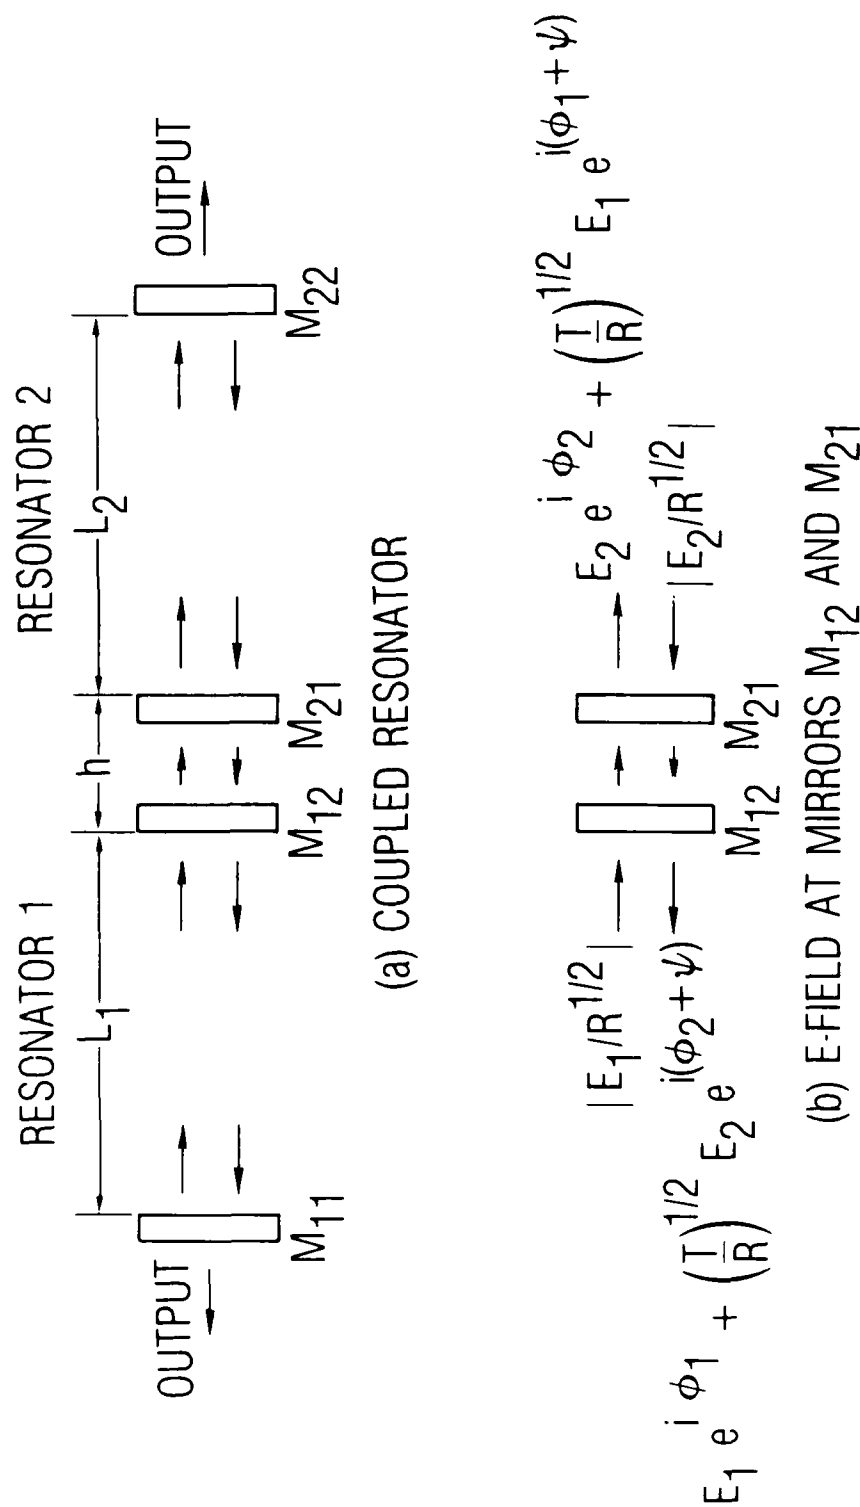 RESONATOR 1 RESONATOR 2
L₁ h L₂
OUTPUT OUTPUT
M₁₁ M₁₂ M₂₁ M₂₂
(a) COUPLED RESONATOR
|E₁/R^{1/2}| E₂ e^{i ϕ₂} + (T/R)^{1/2} E₁ e^{i(ϕ₁+ψ)}
E₁ e^{i ϕ₁} + (T/R)^{1/2} E₂ e^{i(ϕ₂+ψ)} |E₂/R^{1/2}|
M₁₂ M₂₁
(b) E-FIELD AT MIRRORS M₁₂ AND M₂₁